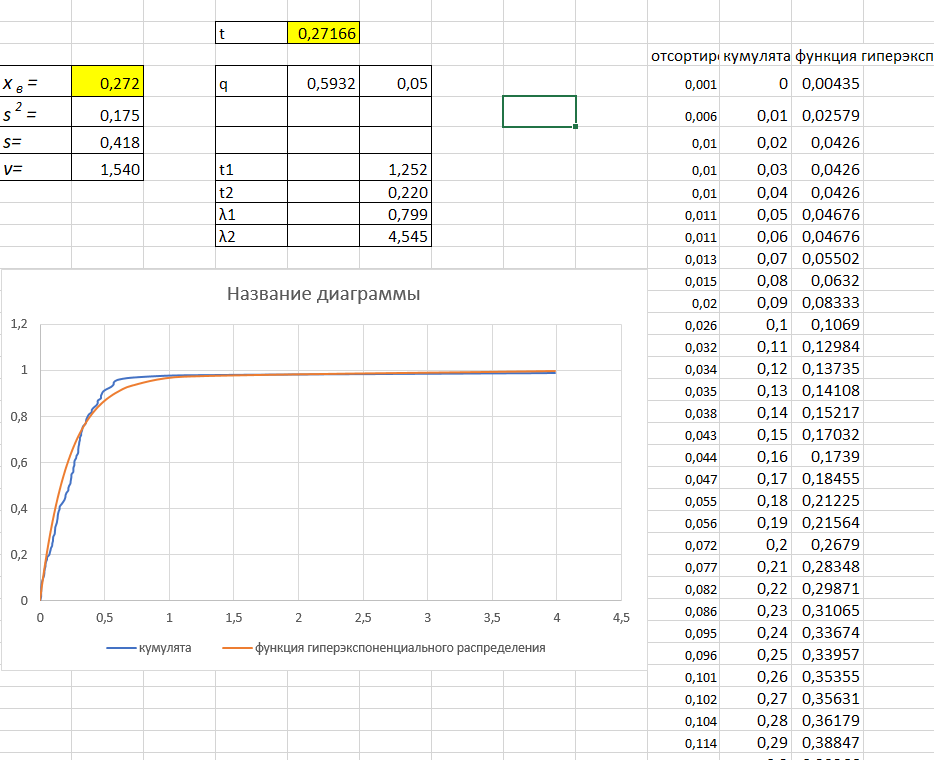 t 0,27166
отсортиро кумулята функция гиперэксп
x в = 0,272 q 0,5932 0,05 0,001 0 0,00435
s 2 = 0,175 0,006 0,01 0,02579
s= 0,418 0,01 0,02 0,0426
v= 1,540 t1 1,252 0,01 0,03 0,0426
t2 0,220 0,01 0,04 0,0426
λ1 0,799 0,011 0,05 0,04676
λ2 4,545 0,011 0,06 0,04676
0,013 0,07 0,05502
0,015 0,08 0,0632
0,02 0,09 0,08333
0,026 0,1 0,1069
0,032 0,11 0,12984
0,034 0,12 0,13735
0,035 0,13 0,14108
0,038 0,14 0,15217
0,043 0,15 0,17032
0,044 0,16 0,1739
0,047 0,17 0,18455
0,055 0,18 0,21225
0,056 0,19 0,21564
0,072 0,2 0,2679
0,077 0,21 0,28348
0,082 0,22 0,29871
0,086 0,23 0,31065
0,095 0,24 0,33674
0,096 0,25 0,33957
0,101 0,26 0,35355
0,102 0,27 0,35631
0,104 0,28 0,36179
0,114 0,29 0,38847
Название диаграммы
1,2
1
0,8
0,6
0,4
0,2
0
0 0,5 1 1,5 2 2,5 3 3,5 4 4,5
кумулята функция гиперэкспоненциального распределения